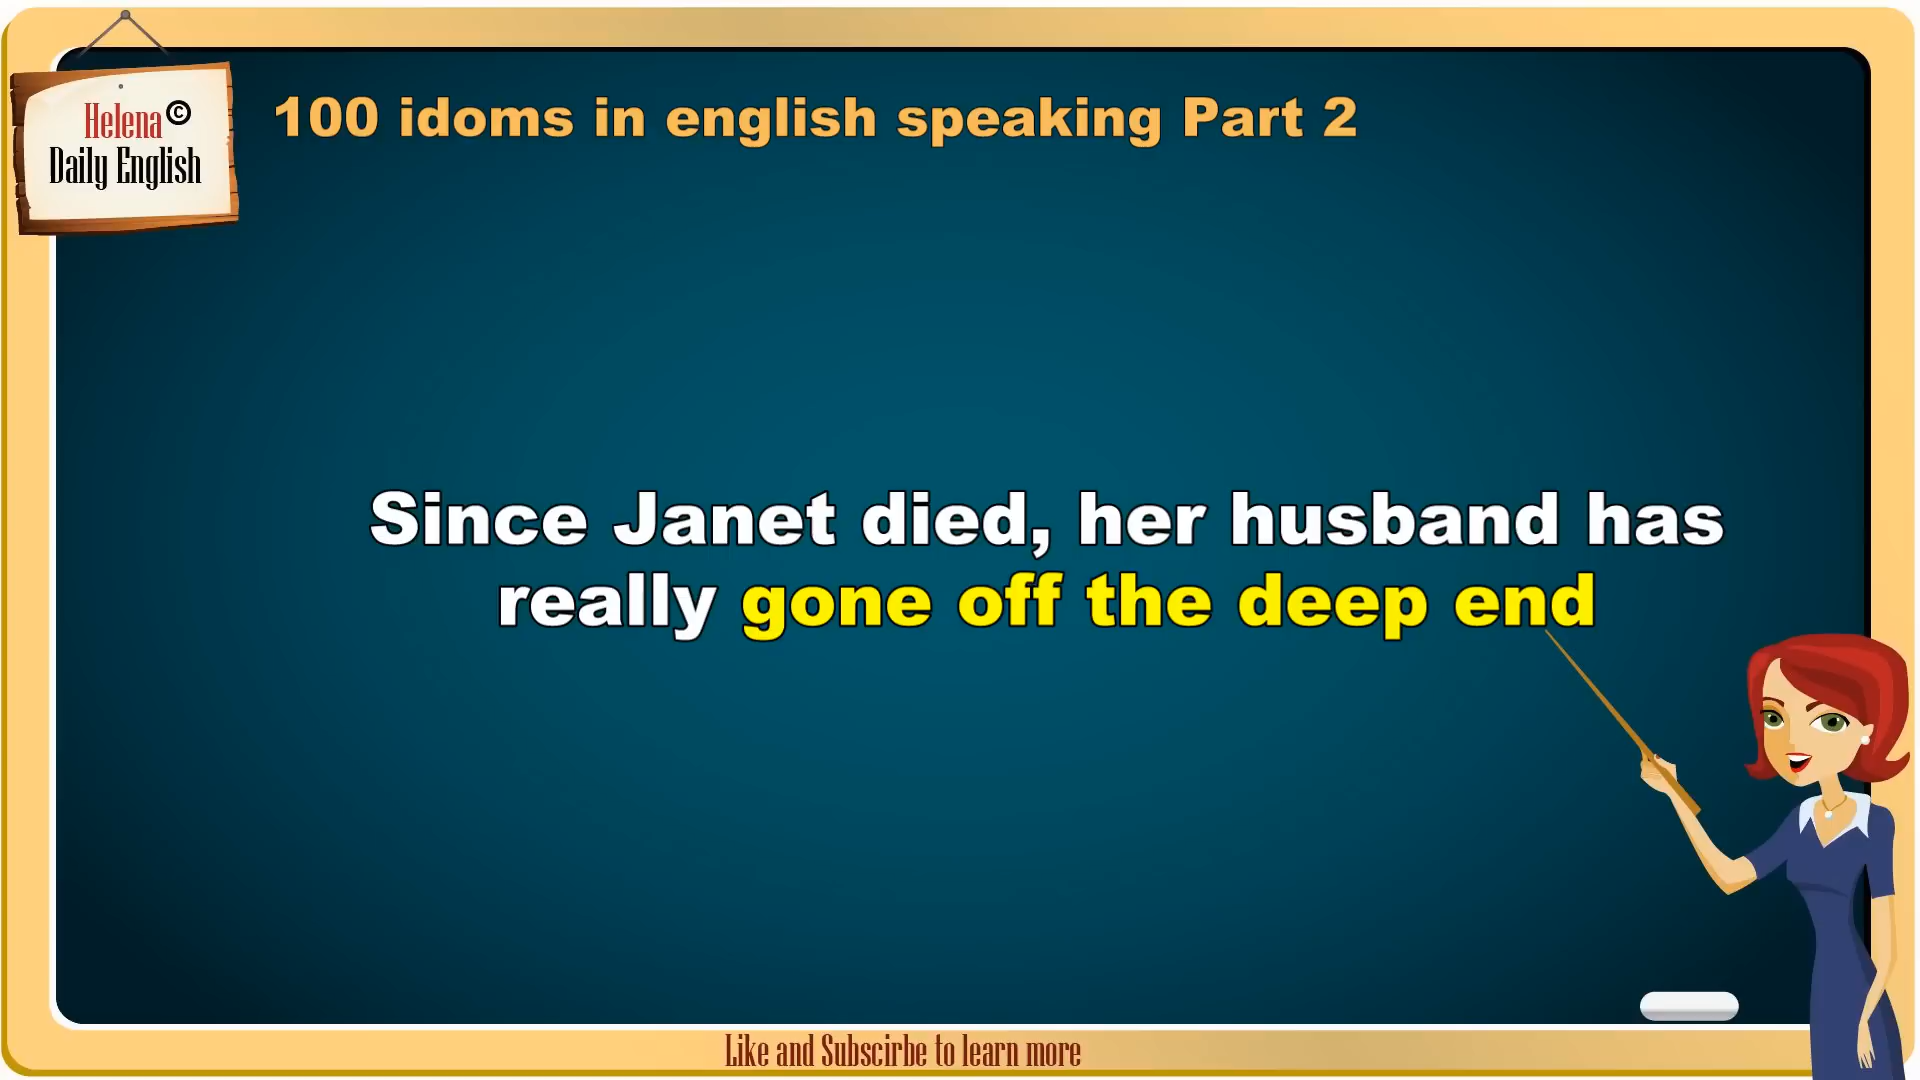 Helena ©
Daily English
100 idoms in english speaking Part 2
Since Janet died, her husband has
really gone off the deep end
Like and Subscirbe to learn more